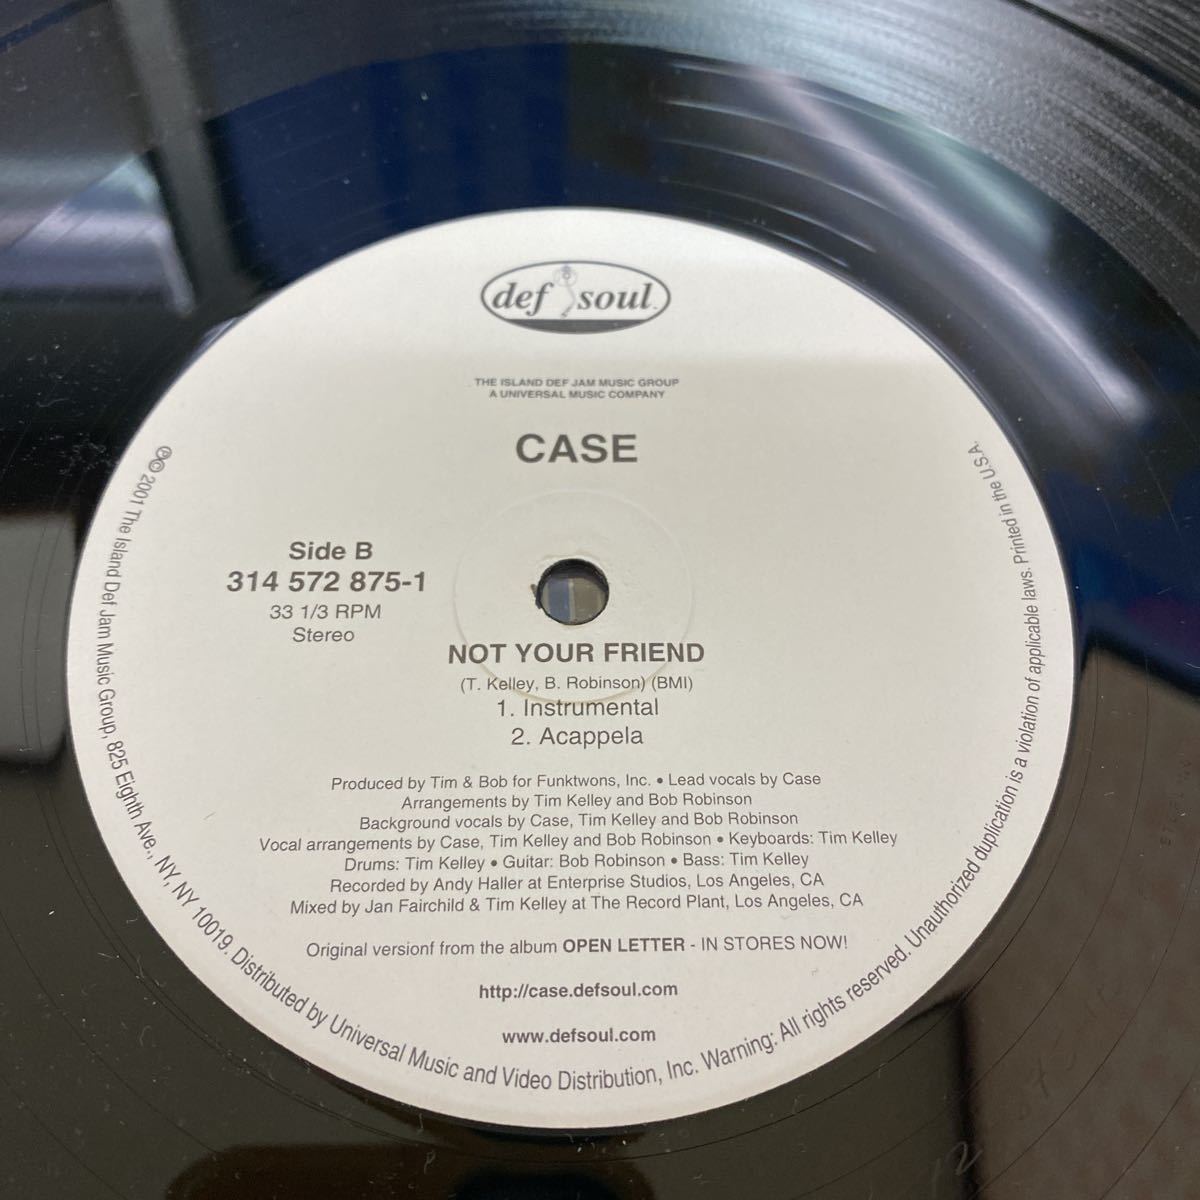 def soul
THE ISLAND DEF JAM MUSIC GROUP
A UNIVERSAL MUSIC COMPANY
CASE
Side B
314 572 875-1
33 1/3 RPM
Stereo
NOT YOUR FRIEND
(T. Kelley, B. Robinson) (BMI)
1. Instrumental
2. Acappela
Produced by Tim & Bob for Funktwons, Inc. • Lead vocals by Case
Arrangements by Tim Kelley and Bob Robinson
Background vocals by Case, Tim Kelley and Bob Robinson
Vocal arrangements by Case, Tim Kelley and Bob Robinson • Keyboards: Tim Kelley
Drums: Tim Kelley • Guitar: Bob Robinson • Bass: Tim Kelley
Recorded by Andy Haller at Enterprise Studios, Los Angeles, CA
Mixed by Jan Fairchild & Tim Kelley at The Record Plant, Los Angeles, CA
Original versionf from the album OPEN LETTER - IN STORES NOW!
http://case.defsoul.com
www.defsoul.com
℗© 2001 The Island Def Jam Music Group, 825 Eighth Ave., NY, NY 10019. Distributed by Universal Music and Video Distribution, Inc. Warning: All rights reserved. Unauthorized duplication is a violation of applicable laws. Printed in the U.S.A.